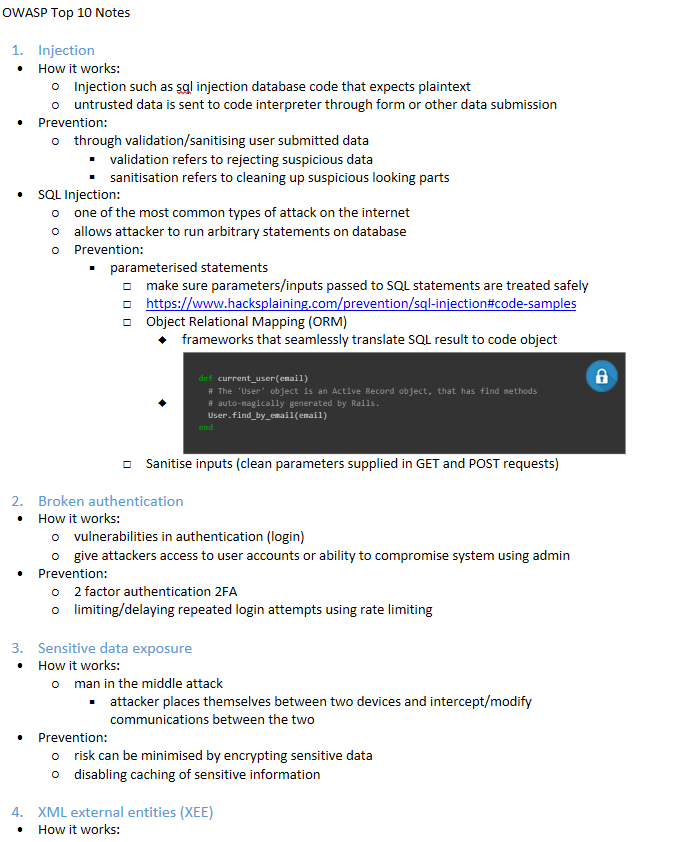 OWASP Top 10 Notes
1. Injection
• How it works:
o Injection such as sql injection database code that expects plaintext
o untrusted data is sent to code interpreter through form or other data submission
• Prevention:
o through validation/sanitising user submitted data
▪ validation refers to rejecting suspicious data
▪ sanitisation refers to cleaning up suspicious looking parts
• SQL Injection:
o one of the most common types of attack on the internet
o allows attacker to run arbitrary statements on database
o Prevention:
▪ parameterised statements
□ make sure parameters/inputs passed to SQL statements are treated safely
□ https://www.hacksplaining.com/prevention/sql-injection#code-samples
□ Object Relational Mapping (ORM)
◆ frameworks that seamlessly translate SQL result to code object
◆
def current_user(email)
# The 'User' object is an Active Record object, that has find methods
# auto-magically generated by Rails.
User.find_by_email(email)
end
□ Sanitise inputs (clean parameters supplied in GET and POST requests)
2. Broken authentication
• How it works:
o vulnerabilities in authentication (login)
o give attackers access to user accounts or ability to compromise system using admin
• Prevention:
o 2 factor authentication 2FA
o limiting/delaying repeated login attempts using rate limiting
3. Sensitive data exposure
• How it works:
o man in the middle attack
▪ attacker places themselves between two devices and intercept/modify
communications between the two
• Prevention:
o risk can be minimised by encrypting sensitive data
o disabling caching of sensitive information
4. XML external entities (XEE)
• How it works: